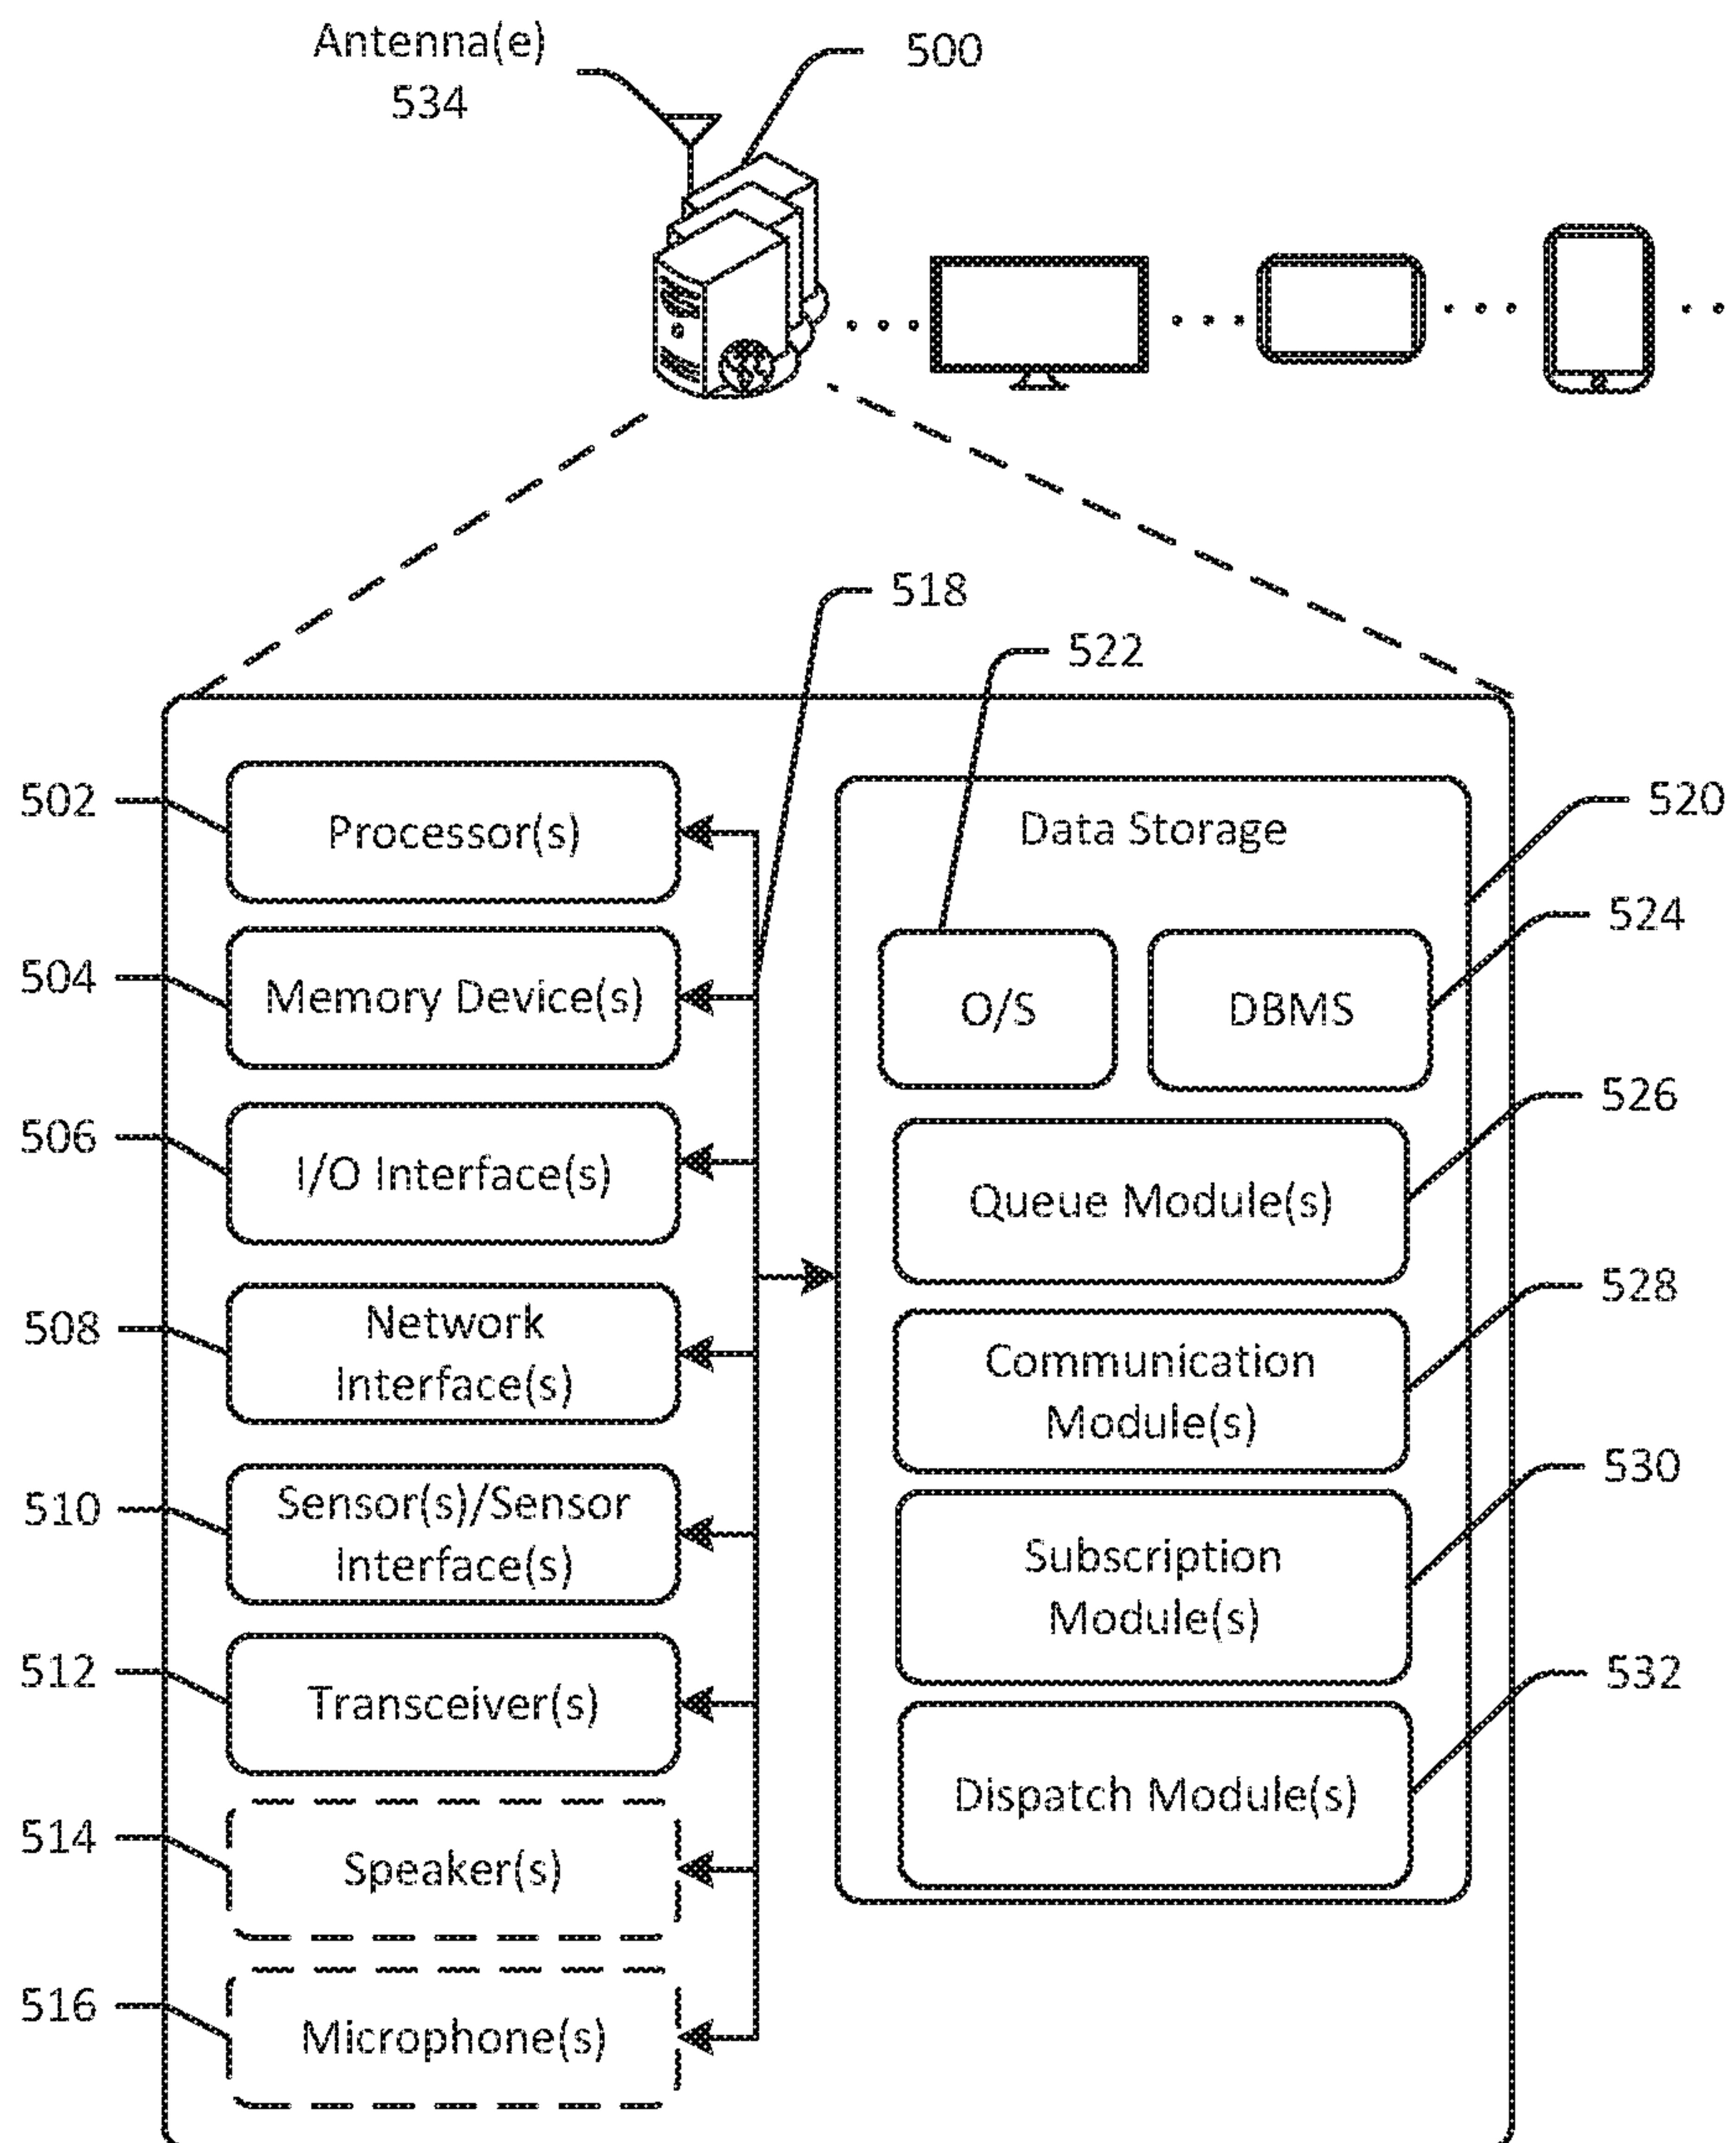 Antenna(e)
534
500
518
522
502
Processor(s)
Data Storage
520
504
Memory Device(s)
O/S
DBMS
524
506
I/O Interface(s)
Queue Module(s)
526
508
Network
Interface(s)
Communication
Module(s)
528
510
Sensor(s)/Sensor
Interface(s)
Subscription
Module(s)
530
512
Transceiver(s)
Dispatch Module(s)
532
514
Speaker(s)
516
Microphone(s)